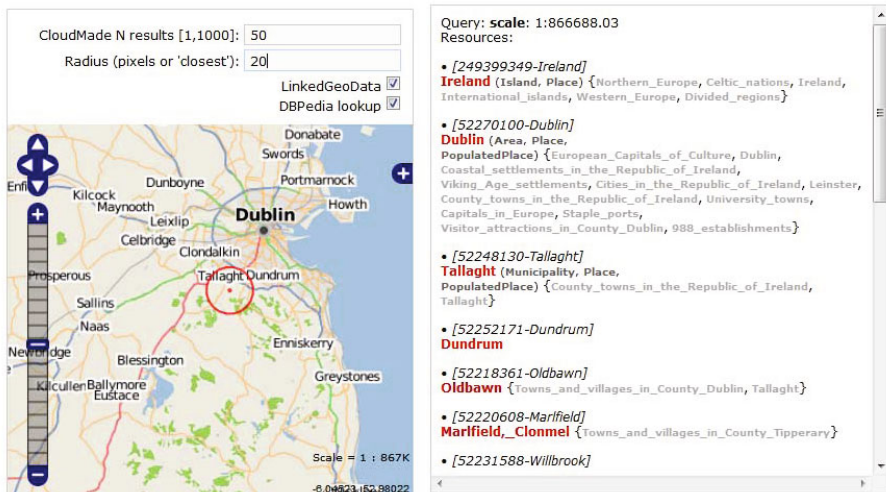 CloudMade N results [1,1000]: 50
Radius (pixels or 'closest'): 20
LinkedGeoData
DBPedia lookup
Donabate
Swords
Dunboyne
Portmarnock
Kilcock
Maynooth
Leixlip
Howth
Dublin
Celbridge
Clondalkin
Prosperous
Tallaght
Dundrum
Sallins
Naas
Newbridge
Enniskerry
Blessington
Greystones
Kilcullen
Ballymore
Eustace
Scale = 1 : 867K
Query: scale: 1:866688.03
Resources:
• [249399349-Ireland]
Ireland (Island, Place) {Northern_Europe, Celtic_nations, Ireland,
International_islands, Western_Europe, Divided_regions}
• [52270100-Dublin]
Dublin (Area, Place,
PopulatedPlace) {European_Capitals_of_Culture, Dublin,
Coastal_settlements_in_the_Republic_of_Ireland,
Viking_Age_settlements, Cities_in_the_Republic_of_Ireland, Leinster,
County_towns_in_the_Republic_of_Ireland, University_towns,
Capitals_in_Europe, Staple_ports,
Visitor_attractions_in_County_Dublin, 988_establishments}
• [52248130-Tallaght]
Tallaght (Municipality, Place,
PopulatedPlace) {County_towns_in_the_Republic_of_Ireland,
Tallaght}
• [52252171-Dundrum]
Dundrum
• [52218361-Oldbawn]
Oldbawn {Towns_and_villages_in_County_Dublin, Tallaght}
• [52220608-Marlfield]
Marlfield,_Clonmel {Towns_and_villages_in_County_Tipperary}
• [52231588-Willbrook]